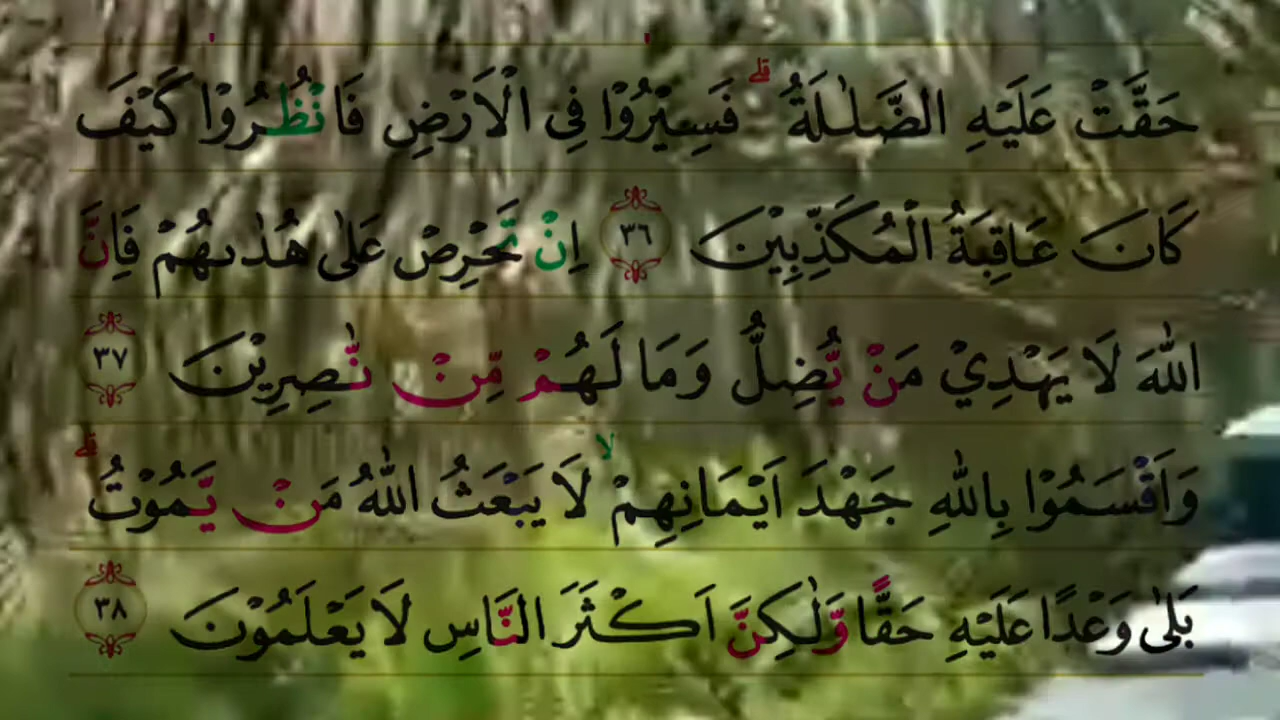 حَقَّتْ عَلَيْهِ الضَّلٰلَةُ ؕ فَسِيْرُوْا فِي الْاَرْضِ فَانْظُرُوْا كَيْفَ
كَانَ عَاقِبَةُ الْمُكَذِّبِيْنَ ۝٣٦ اِنْ تَحْرِصْ عَلٰى هُدٰىهُمْ فَاِنَّ
اللّٰهَ لَا يَهْدِيْ مَنْ يُّضِلُّ وَمَا لَهُمْ مِّنْ نّٰصِرِيْنَ ۝٣٧
وَاَقْسَمُوْا بِاللّٰهِ جَهْدَ اَيْمَانِهِمْ ۙ لَا يَبْعَثُ اللّٰهُ مَنْ يَّمُوْتُ ؕ
بَلٰى وَعْدًا عَلَيْهِ حَقًّا وَّلٰكِنَّ اَكْثَرَ النَّاسِ لَا يَعْلَمُوْنَ ۝٣٨